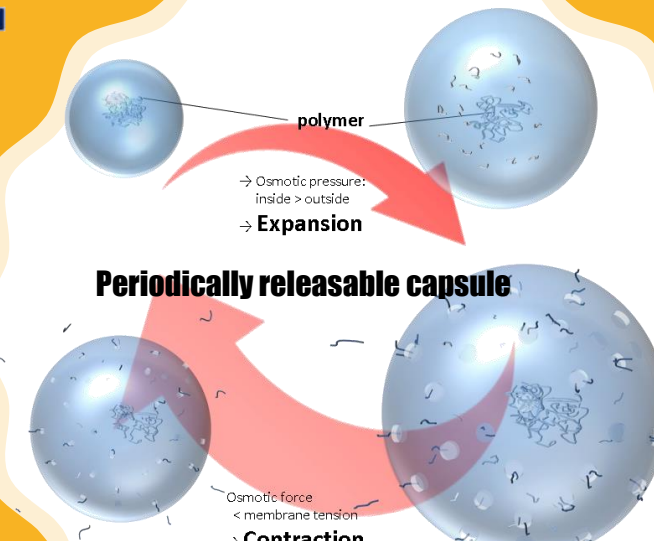 polymer
→ Osmotic pressure:
inside > outside
→ Expansion
Periodically releasable capsule
Osmotic force
< membrane tension
→ Contraction